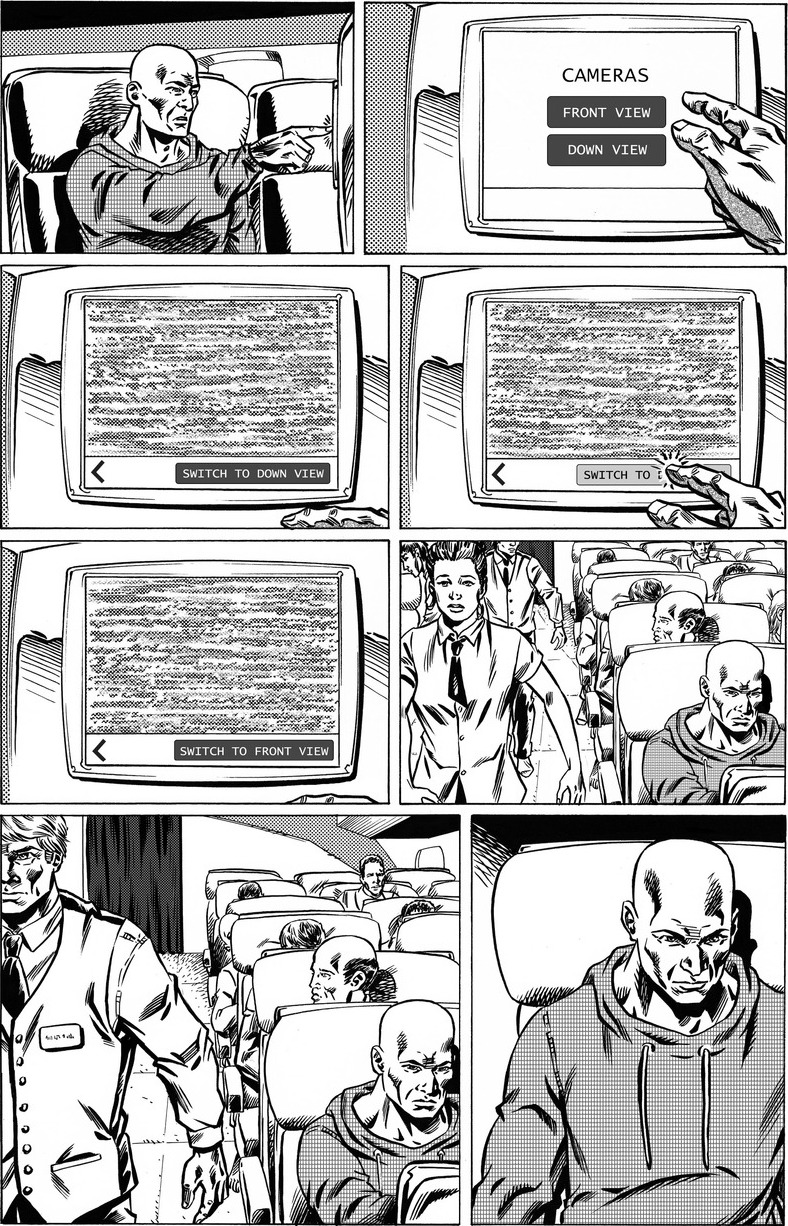 CAMERAS
FRONT VIEW
DOWN VIEW
SWITCH TO DOWN VIEW
SWITCH TO
SWITCH TO FRONT VIEW